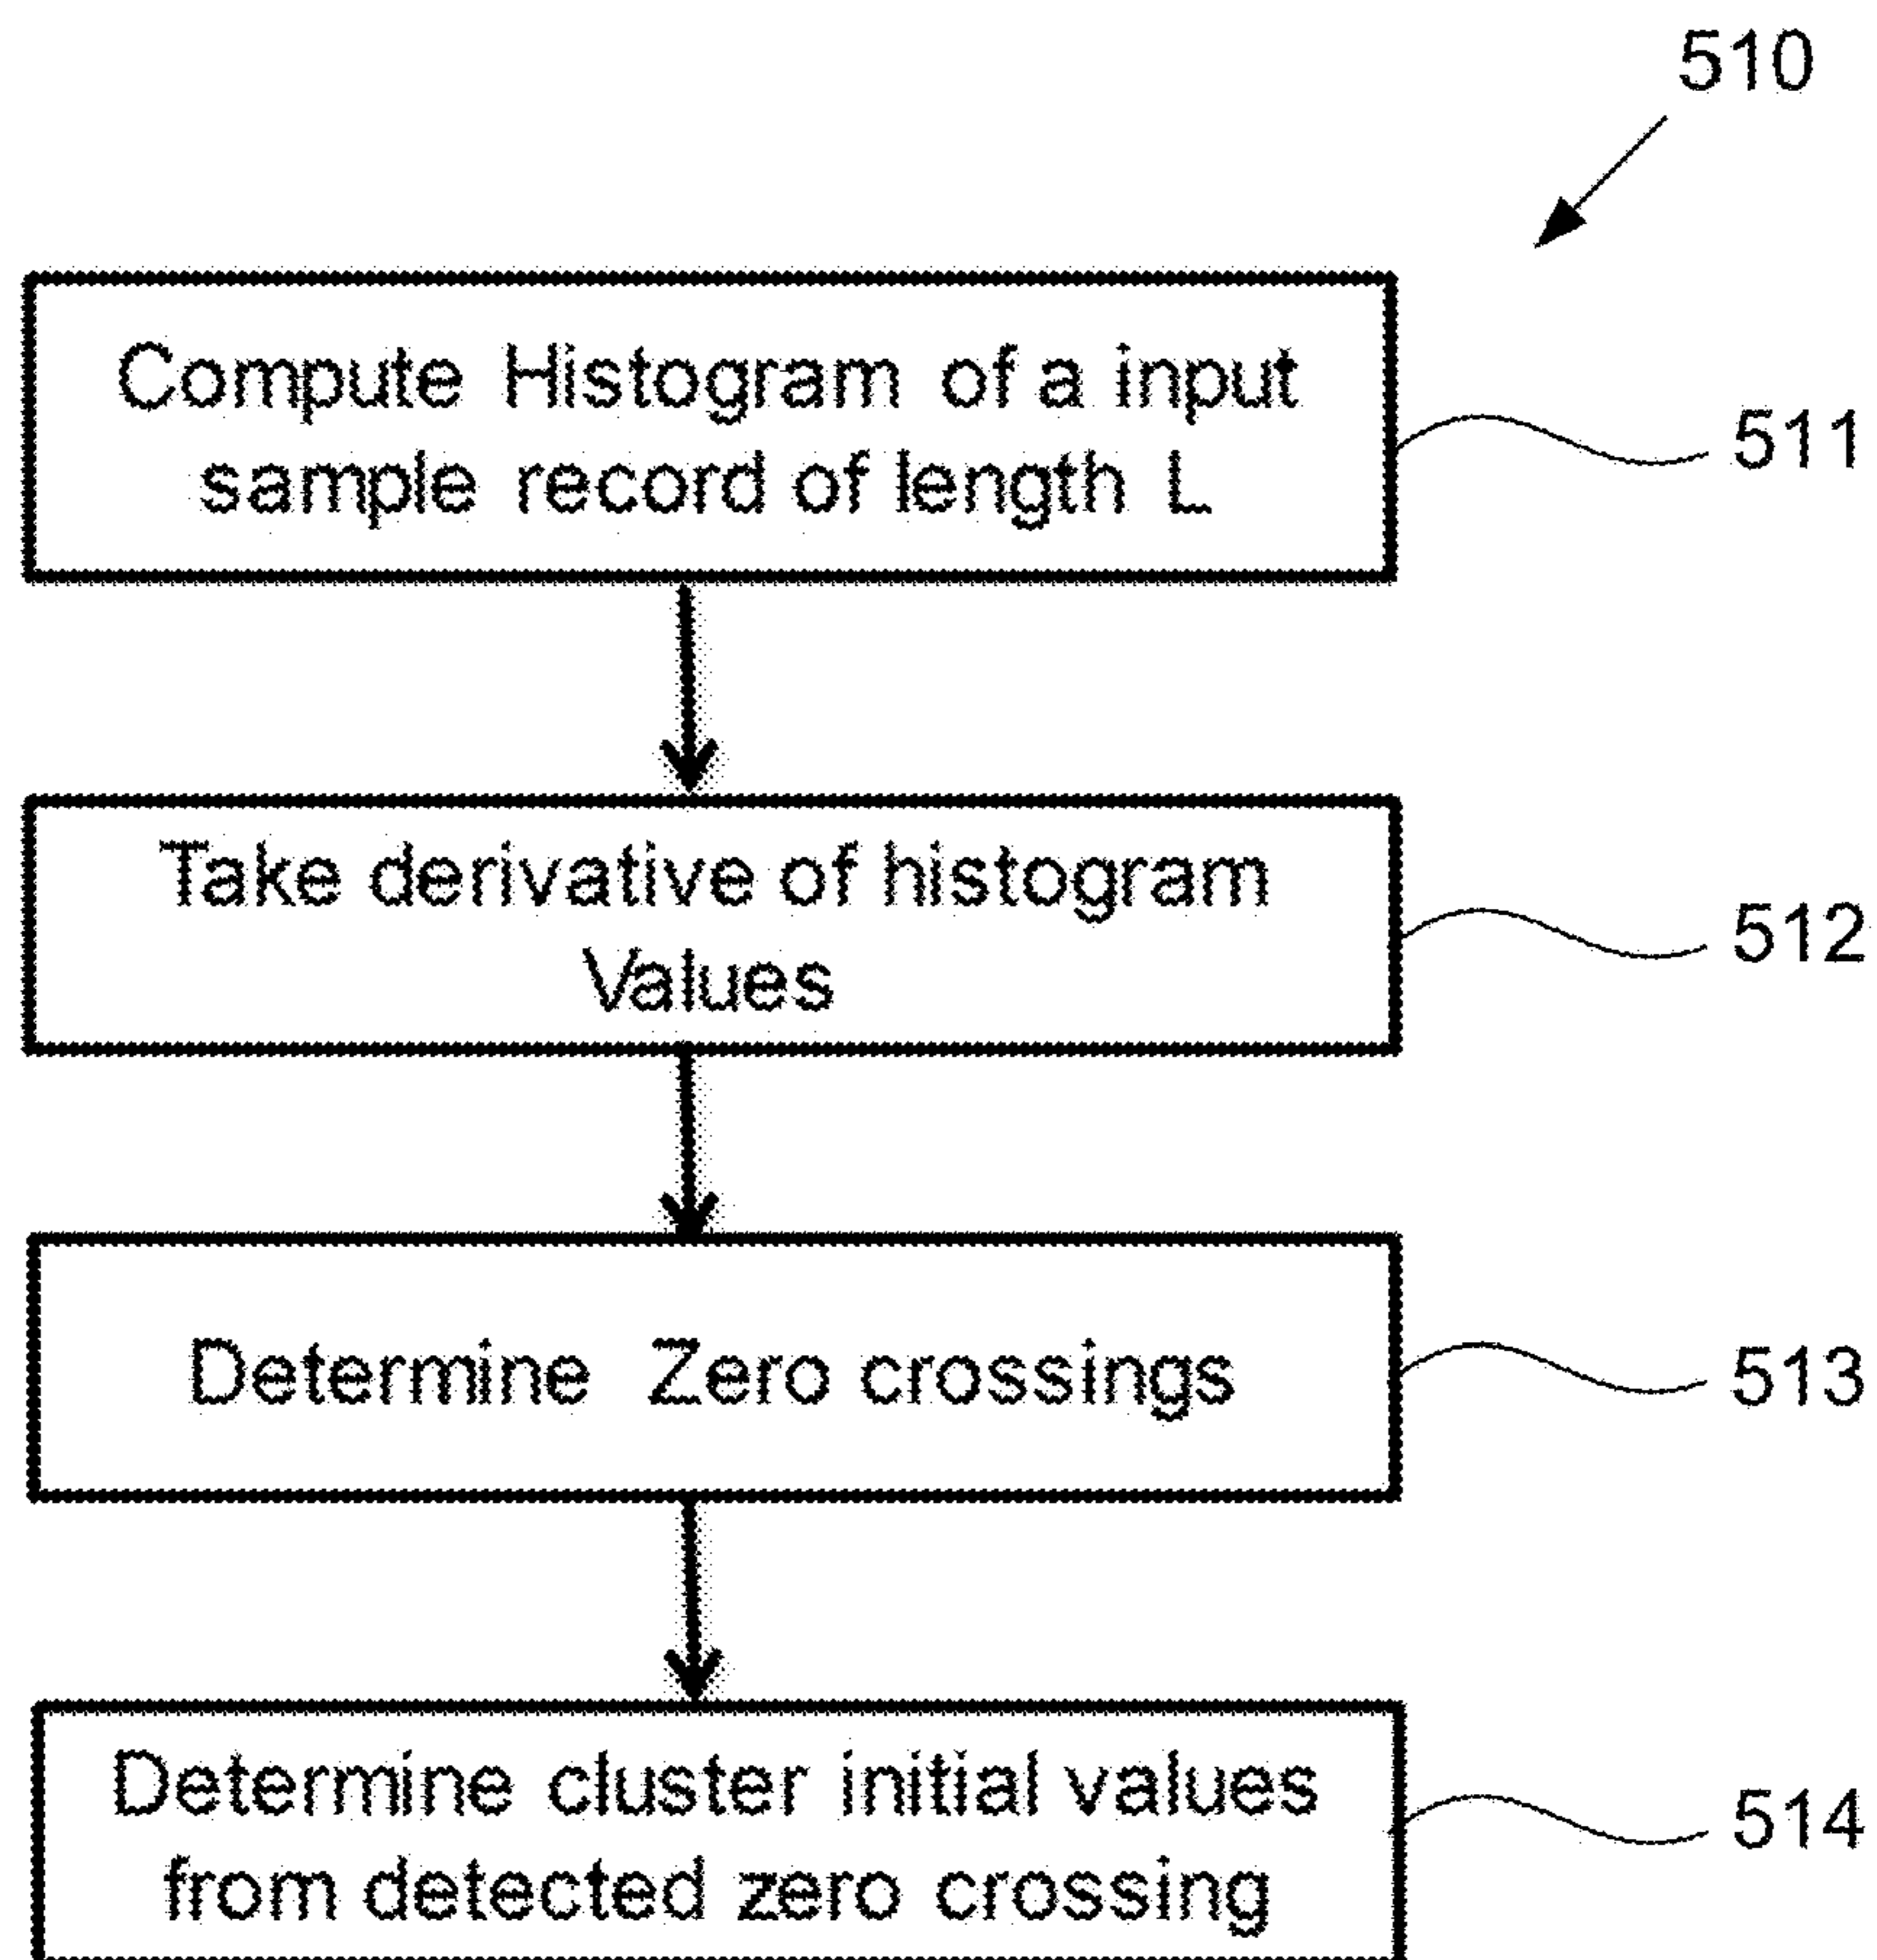 510
Compute Histogram of a input
sample record of length L
511
Take derivative of histogram
Values
512
Determine Zero crossings
513
Determine cluster initial values
from detected zero crossing
514